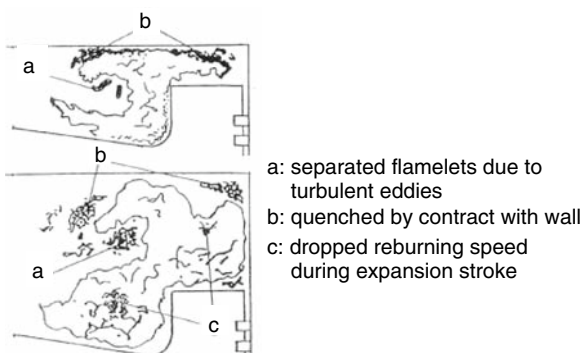 b
a
a: separated flamelets due to
turbulent eddies
b: quenched by contract with wall
c: dropped reburning speed
during expansion stroke
b
a
c